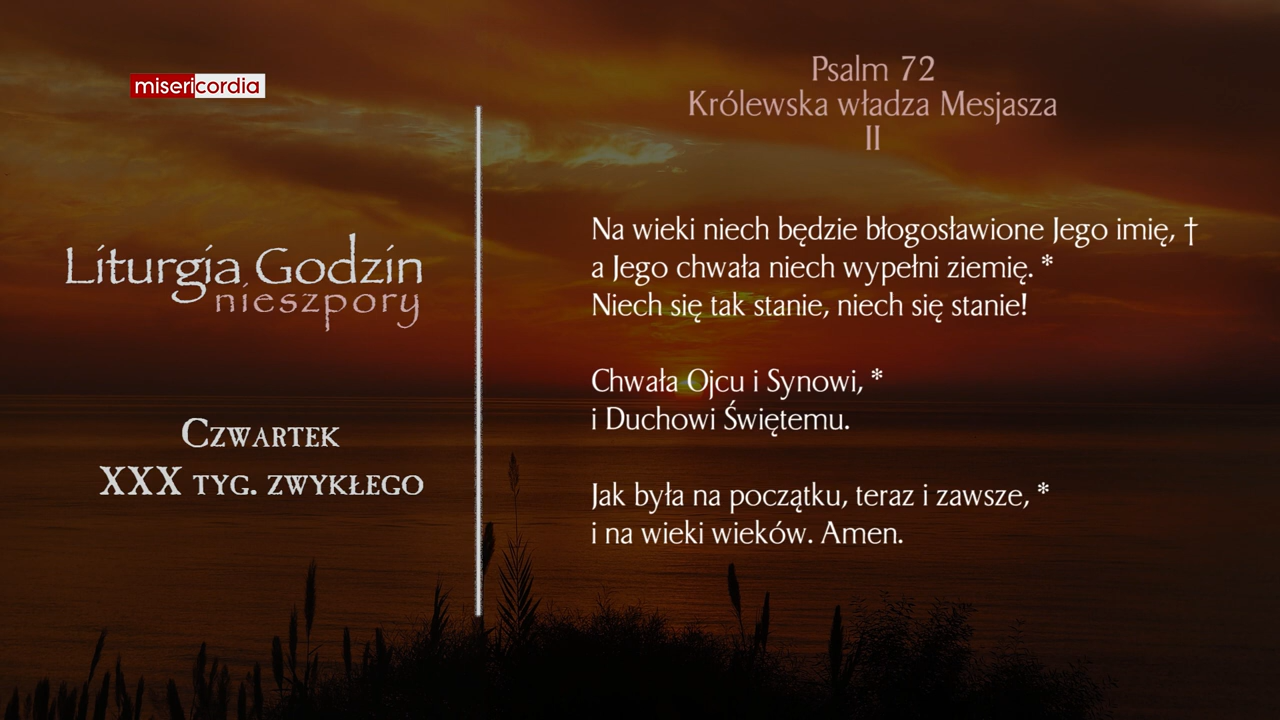 misericordia
Liturgia Godzin
nieszpory
Czwartek
XXX tyg. zwykłego
Psalm 72
Królewska władza Mesjasza
II
Na wieki niech będzie błogosławione Jego imię, †
a Jego chwała niech wypełni ziemię. *
Niech się tak stanie, niech się stanie!
Chwała Ojcu i Synowi, *
i Duchowi Świętemu.
Jak była na początku, teraz i zawsze, *
i na wieki wieków. Amen.